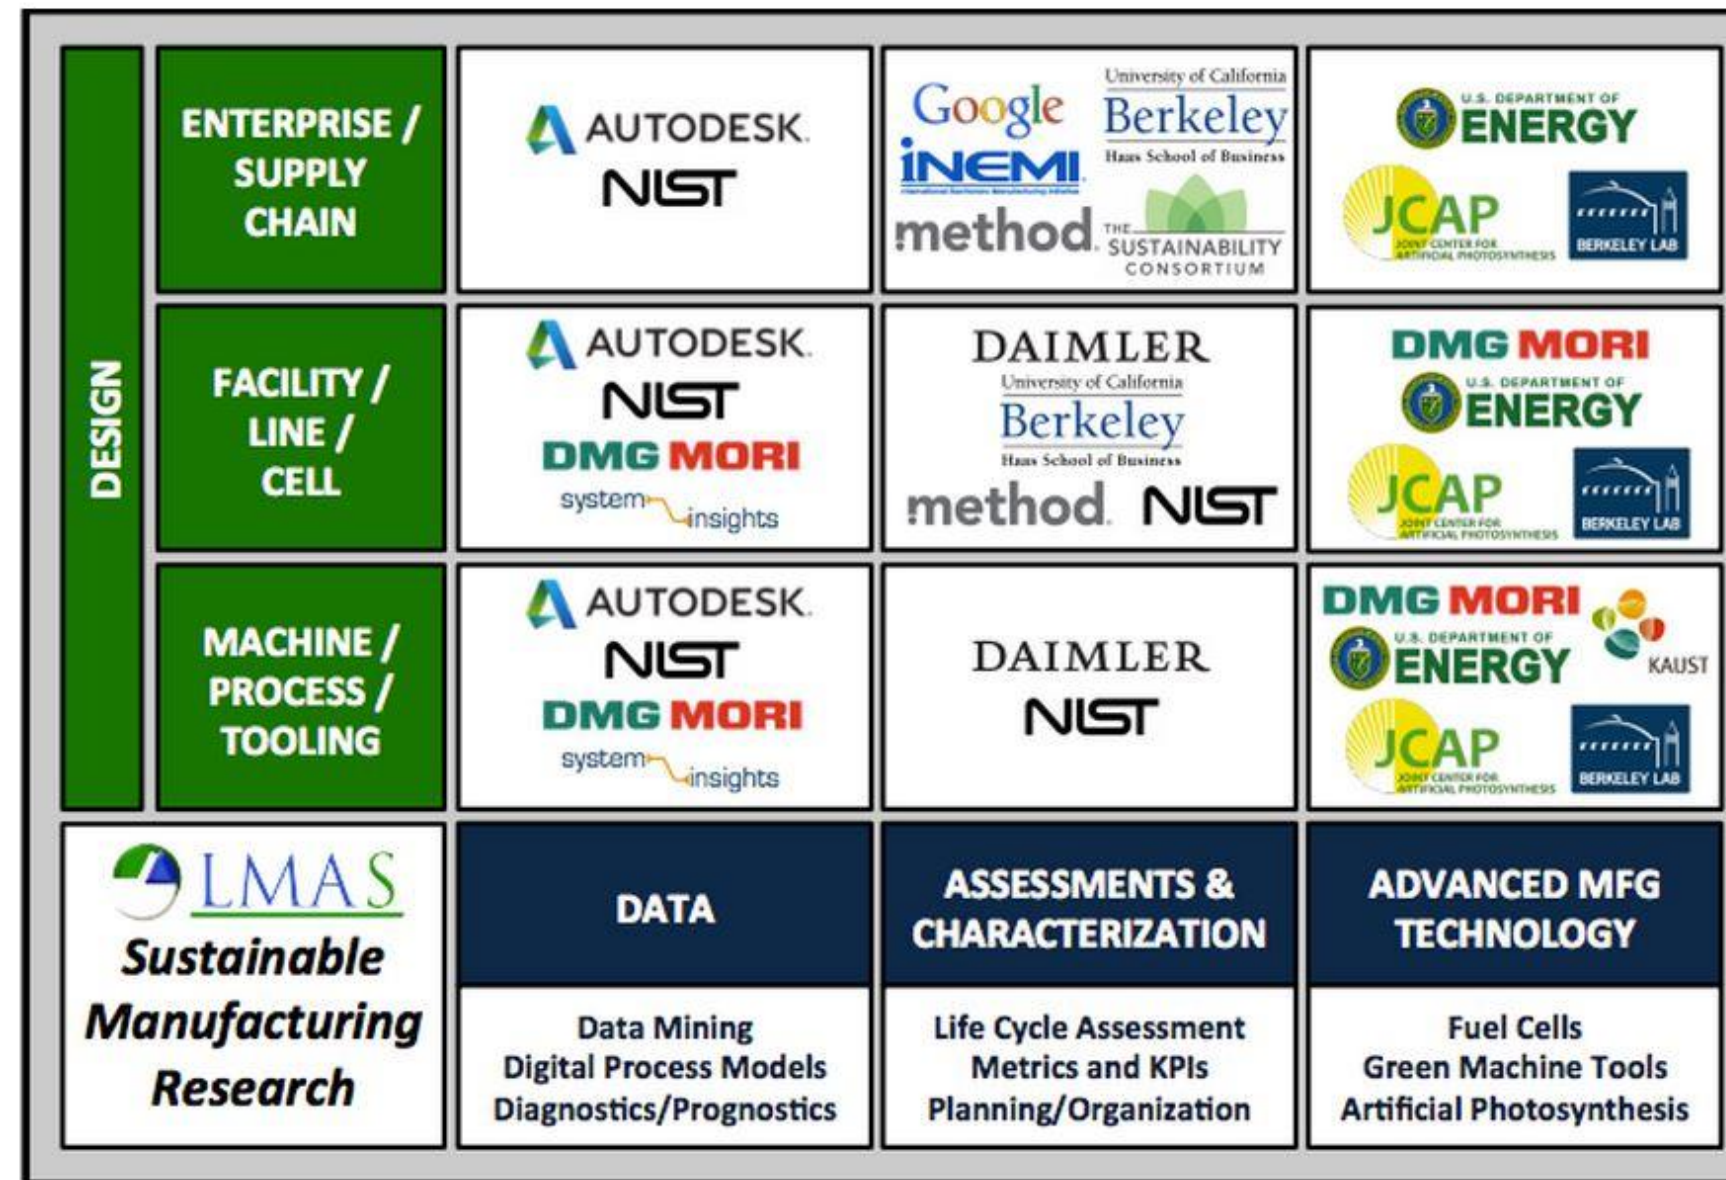 DESIGN
ENTERPRISE /
SUPPLY
CHAIN
AUTODESK.
NIST
Google
iNEMI
method.
University of California
Berkeley
Haas School of Business
THE
SUSTAINABILITY
CONSORTIUM
U.S. DEPARTMENT OF
ENERGY
JCAP
JOINT CENTER FOR
ARTIFICIAL PHOTOSYNTHESIS
BERKELEY LAB
FACILITY /
LINE /
CELL
AUTODESK.
NIST
DMG MORI
system insights
DAIMLER
University of California
Berkeley
Haas School of Business
method. NIST
DMG MORI
U.S. DEPARTMENT OF
ENERGY
JCAP
JOINT CENTER FOR
ARTIFICIAL PHOTOSYNTHESIS
BERKELEY LAB
MACHINE /
PROCESS /
TOOLING
AUTODESK.
NIST
DMG MORI
system insights
DAIMLER
NIST
DMG MORI
U.S. DEPARTMENT OF
ENERGY
KAUST
JCAP
JOINT CENTER FOR
ARTIFICIAL PHOTOSYNTHESIS
BERKELEY LAB
LMAS
Sustainable
Manufacturing
Research
DATA
ASSESSMENTS &
CHARACTERIZATION
ADVANCED MFG
TECHNOLOGY
Data Mining
Digital Process Models
Diagnostics/Prognostics
Life Cycle Assessment
Metrics and KPIs
Planning/Organization
Fuel Cells
Green Machine Tools
Artificial Photosynthesis